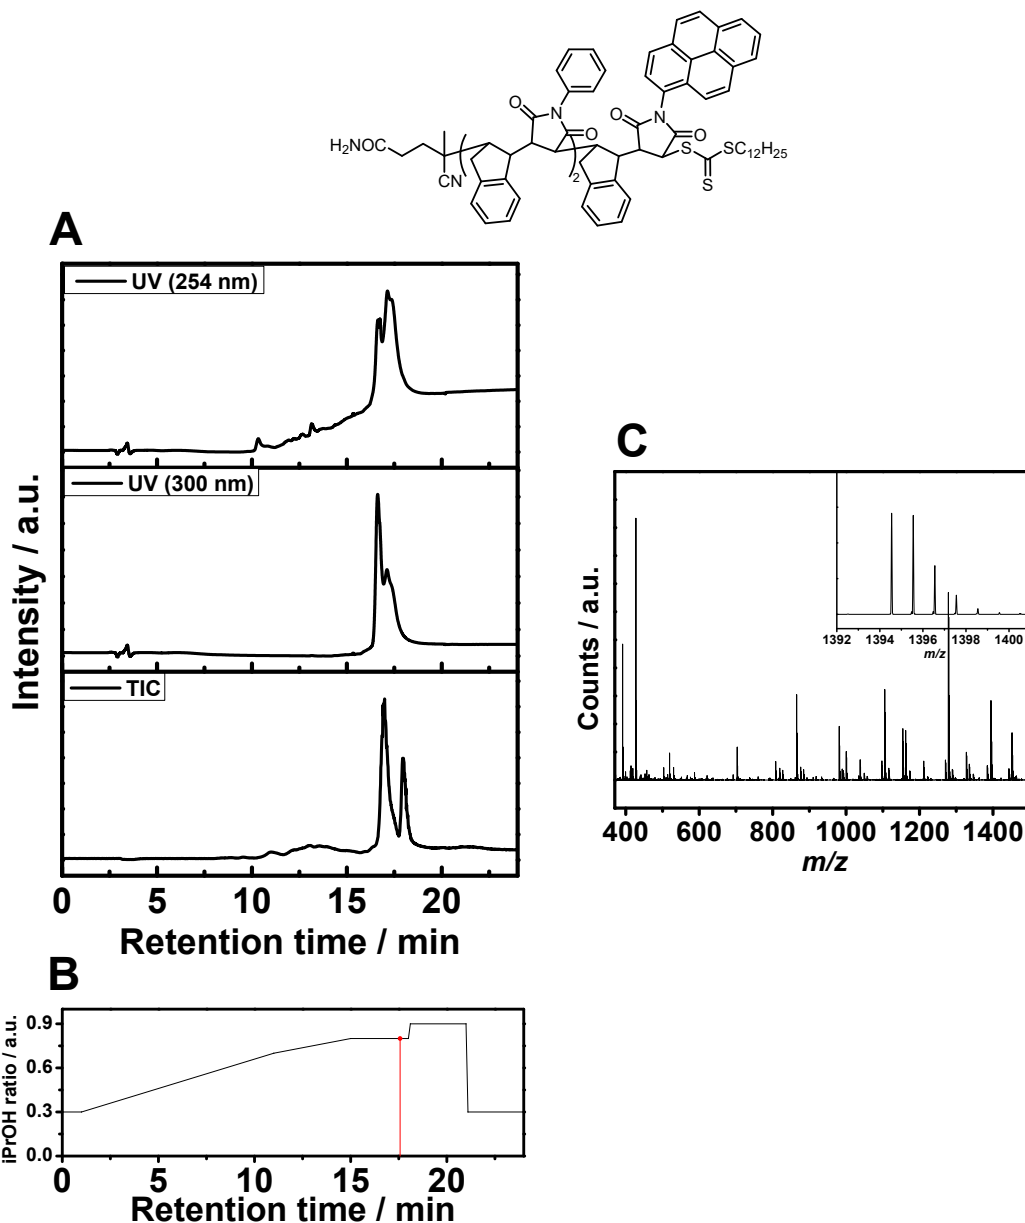 O
N
O
O
N
O
H₂NOC
CN
2
S
S
SC₁₂H₂₅
A
UV (254 nm)
UV (300 nm)
TIC
Intensity / a.u.
0 5 10 15 20
Retention time / min
B
iPrOH ratio / a.u.
0.9
0.6
0.3
0.0
0 5 10 15 20
Retention time / min
C
Counts / a.u.
1392 1394 1396 1398 1400
m/z
400 600 800 1000 1200 1400
m/z